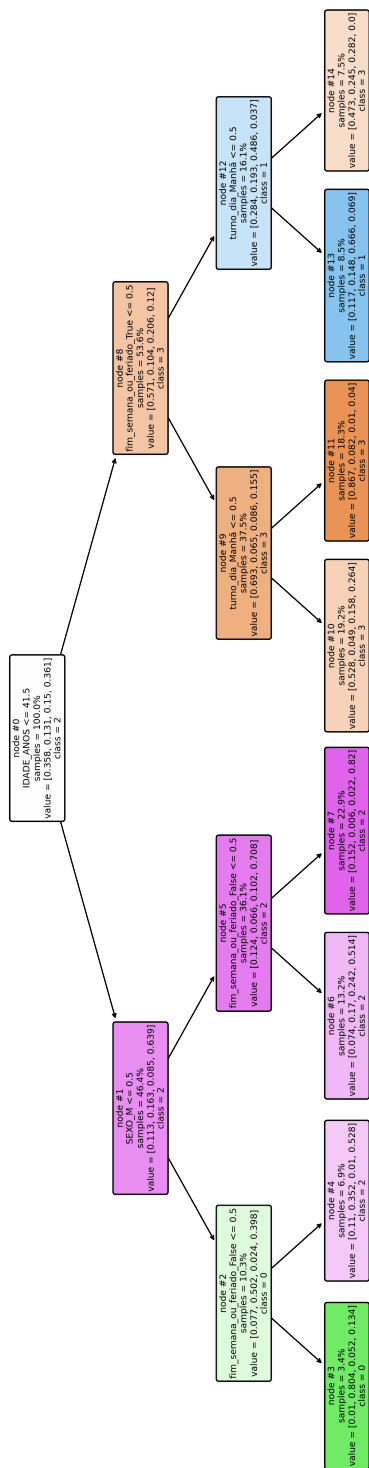 node #0
IDADE_ANOS <= 41.5
samples = 100.0%
value = [0.358, 0.131, 0.15, 0.361]
class = 2
node #1
SEXO_M <= 0.5
samples = 46.4%
value = [0.113, 0.163, 0.085, 0.639]
class = 2
node #8
fim_semana_ou_feriado_True <= 0.5
samples = 53.6%
value = [0.571, 0.104, 0.206, 0.12]
class = 3
node #2
fim_semana_ou_feriado_False <= 0.5
samples = 10.3%
value = [0.077, 0.502, 0.024, 0.398]
class = 0
node #5
fim_semana_ou_feriado_False <= 0.5
samples = 36.1%
value = [0.124, 0.066, 0.102, 0.708]
class = 2
node #9
turno_dia_Manhã <= 0.5
samples = 37.5%
value = [0.693, 0.065, 0.086, 0.155]
class = 3
node #12
turno_dia_Manhã <= 0.5
samples = 16.1%
value = [0.284, 0.193, 0.486, 0.037]
class = 1
node #3
samples = 3.4%
value = [0.01, 0.804, 0.052, 0.134]
class = 0
node #4
samples = 6.9%
value = [0.11, 0.352, 0.01, 0.528]
class = 2
node #6
samples = 13.2%
value = [0.074, 0.17, 0.242, 0.514]
class = 2
node #7
samples = 22.9%
value = [0.152, 0.006, 0.022, 0.82]
class = 2
node #10
samples = 19.2%
value = [0.528, 0.049, 0.158, 0.264]
class = 3
node #11
samples = 18.3%
value = [0.867, 0.082, 0.01, 0.04]
class = 3
node #13
samples = 8.5%
value = [0.117, 0.148, 0.666, 0.069]
class = 1
node #14
samples = 7.5%
value = [0.473, 0.245, 0.282, 0.0]
class = 3